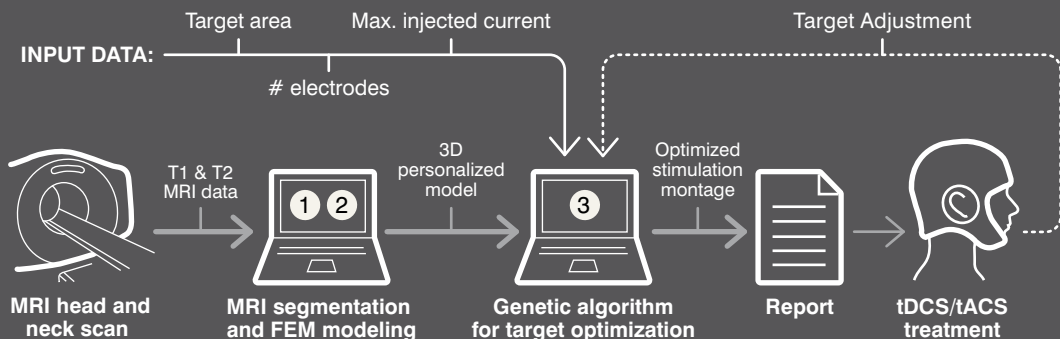 Target area
Max. injected current
Target Adjustment
INPUT DATA:
# electrodes
T1 & T2
MRI data
3D
personalized
model
Optimized
stimulation
montage
1 2
3
MRI head and
neck scan
MRI segmentation
and FEM modeling
Genetic algorithm
for target optimization
Report
tDCS/tACS
treatment